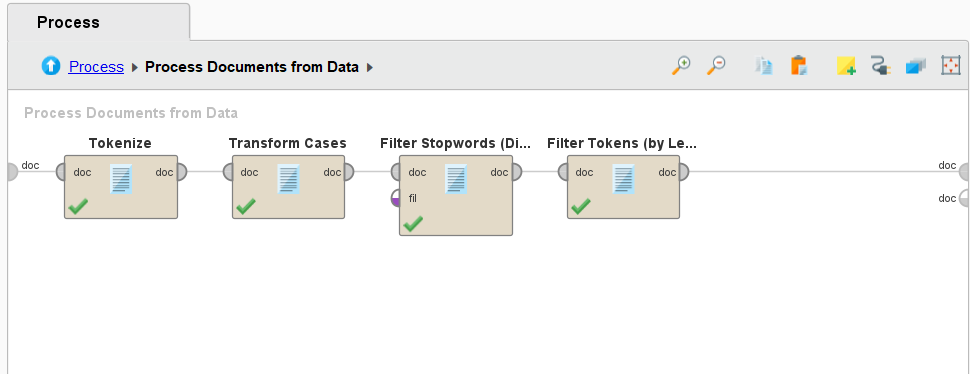 Process
Process Process Documents from Data
Process Documents from Data
Tokenize Transform Cases Filter Stopwords (Di... Filter Tokens (by Le...
doc doc doc doc doc doc doc doc doc doc
fil doc